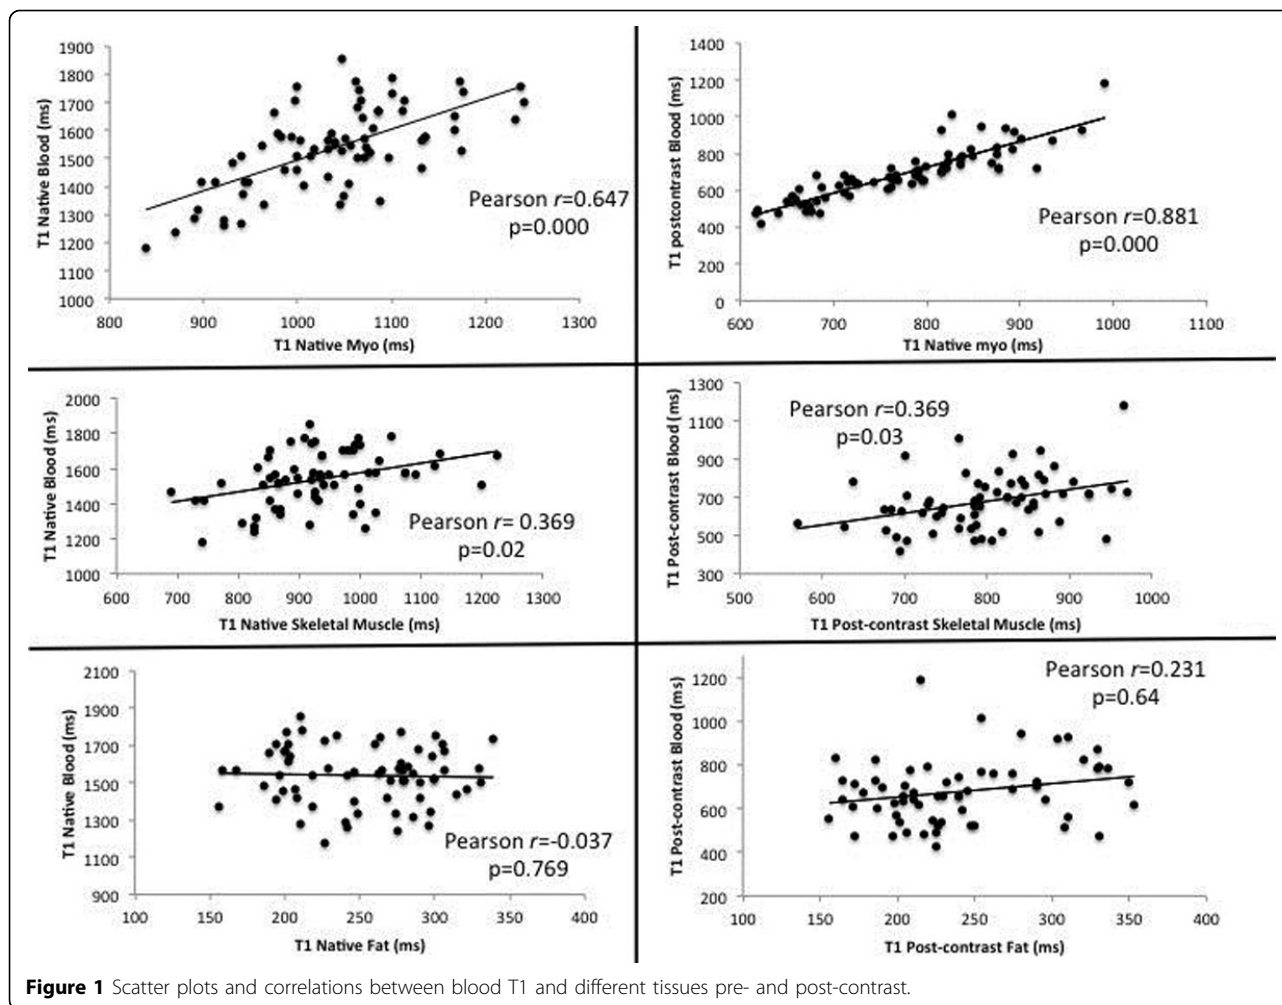 1900
1800
1700
1600
1500
1400
1300
1200
1100
1000
T1 Native Blood (ms)
Pearson r=0.647
p=0.000
800 900 1000 1100 1200 1300
T1 Native Myo (ms)
1400
1200
1000
800
600
400
200
0
T1 postcontrast Blood (ms)
Pearson r=0.881
p=0.000
600 700 800 900 1000 1100
T1 Native myo (ms)
2000
1800
1600
1400
1200
1000
T1 Native Blood (ms)
Pearson r= 0.369
p=0.02
600 700 800 900 1000 1100 1200 1300
T1 Native Skeletal Muscle (ms)
1300
1100
900
700
500
300
T1 Post-contrast Blood (ms)
Pearson r=0.369
p=0.03
500 600 700 800 900 1000
T1 Post-contrast Skeletal Muscle (ms)
2100
1900
1700
1500
1300
1100
900
T1 Native Blood (ms)
Pearson r=-0.037
p=0.769
100 150 200 250 300 350 400
T1 Native Fat (ms)
1200
1000
800
600
400
200
T1 Post-contrast Blood (ms)
Pearson r=0.231
p=0.64
100 150 200 250 300 350 400
T1 Post-contrast Fat (ms)
Figure 1 Scatter plots and correlations between blood T1 and different tissues pre- and post-contrast.